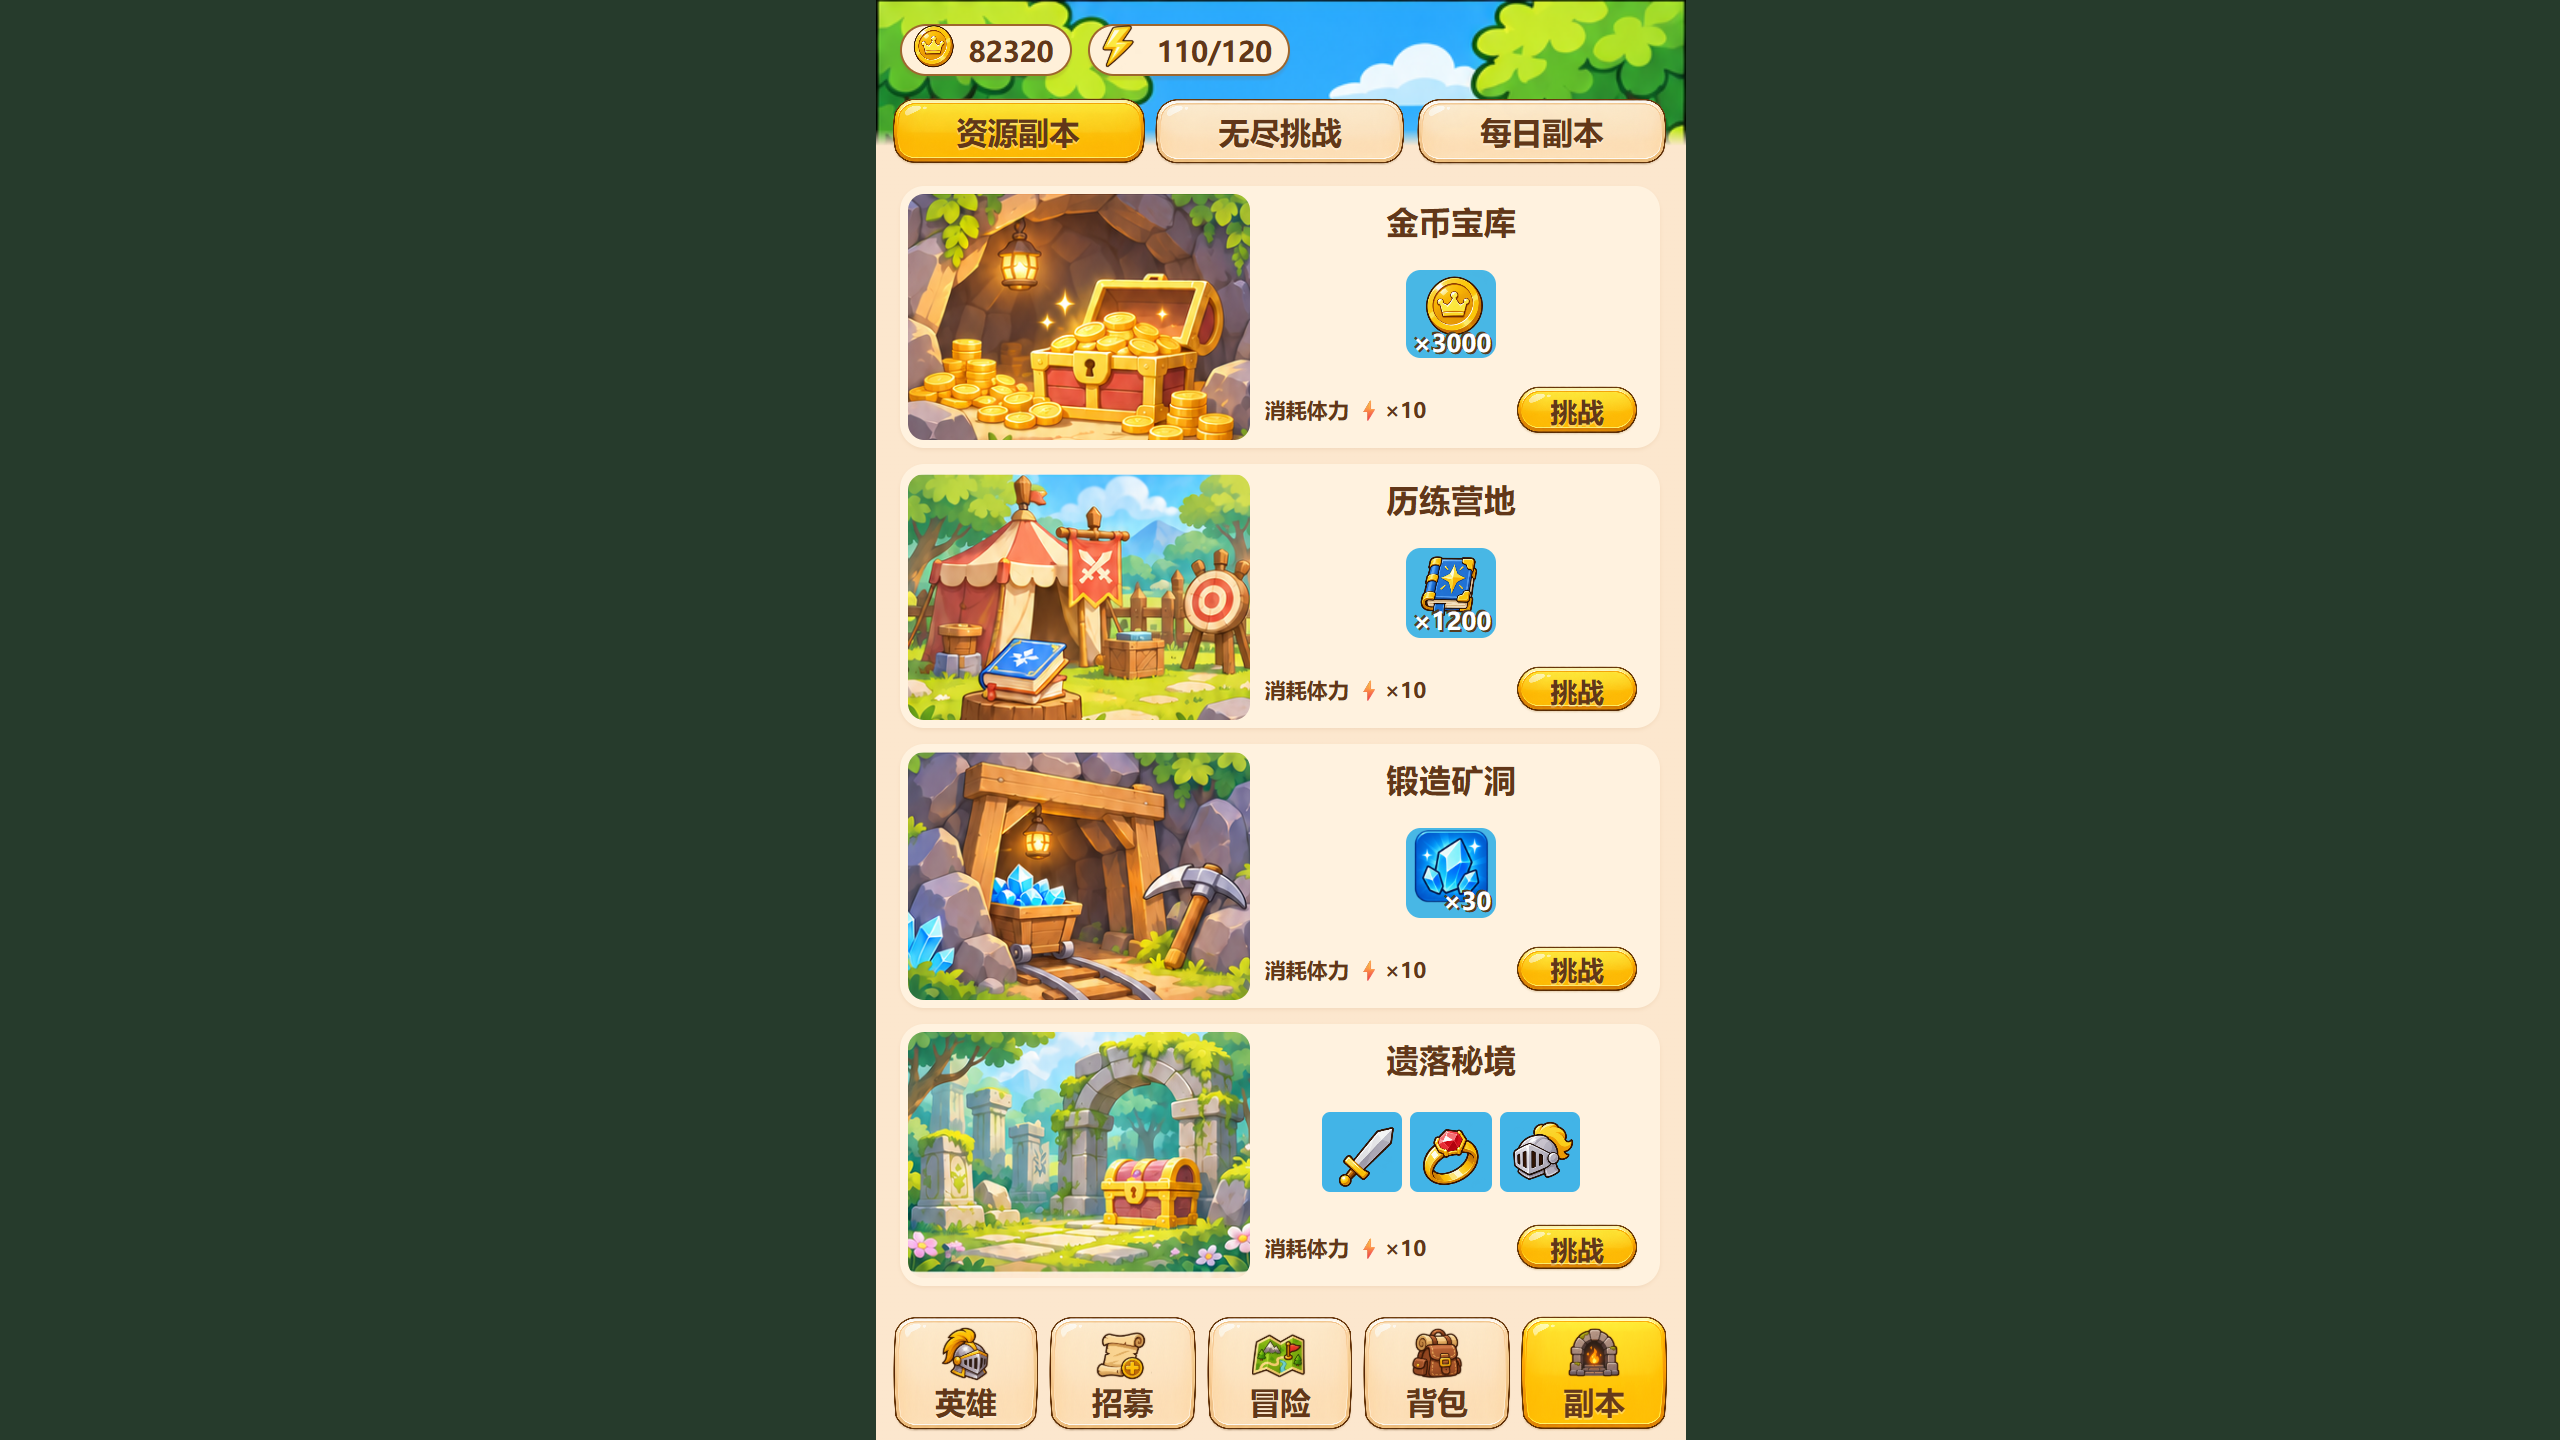 82320 110/120
资源副本 无尽挑战 每日副本
金币宝库
×3000
消耗体力 ×10 挑战
历练营地
×1200
消耗体力 ×10 挑战
锻造矿洞
×30
消耗体力 ×10 挑战
遗落秘境
消耗体力 ×10 挑战
英雄 招募 冒险 背包 副本